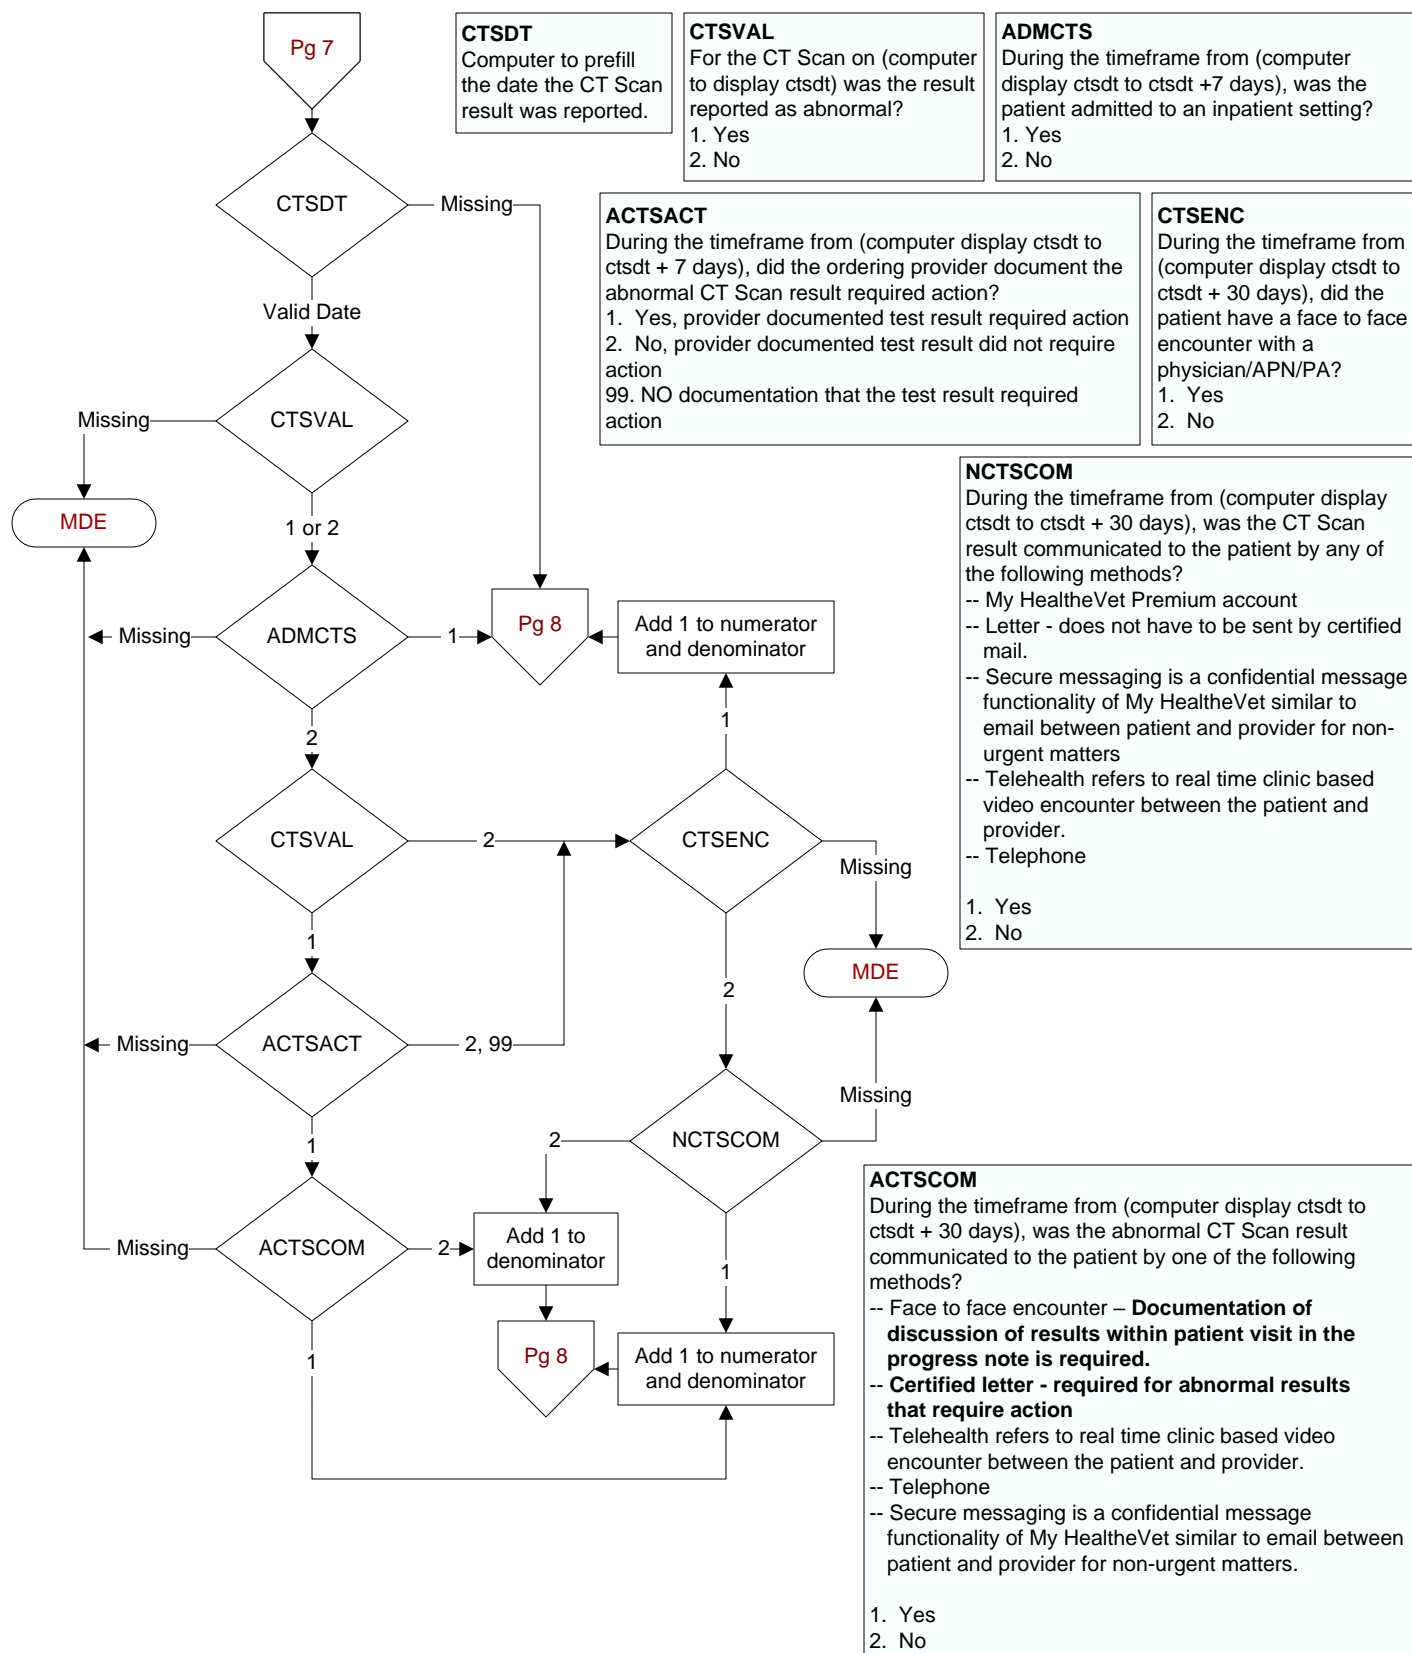 Pg 7
CTSDT
Computer to prefill
the date the CT Scan
result was reported.
CTSVAL
For the CT Scan on (computer
to display ctsdt) was the result
reported as abnormal?
1. Yes
2. No
ADMCTS
During the timeframe from (computer
display ctsdt to ctsdt +7 days), was the
patient admitted to an inpatient setting?
1. Yes
2. No
CTSDT
Missing
ACTSACT
During the timeframe from (computer display ctsdt to
ctsdt + 7 days), did the ordering provider document the
abnormal CT Scan result required action?
1. Yes, provider documented test result required action
2. No, provider documented test result did not require
action
99. NO documentation that the test result required
action
CTSENC
During the timeframe from
(computer display ctsdt to
ctsdt + 30 days), did the
patient have a face to face
encounter with a
physician/APN/PA?
1. Yes
2. No
Valid Date
Missing
CTSVAL
MDE
1 or 2
NCTSCOM
During the timeframe from (computer display
ctsdt to ctsdt + 30 days), was the CT Scan
result communicated to the patient by any of
the following methods?
-- My HealtheVet Premium account
-- Letter - does not have to be sent by certified
mail.
-- Secure messaging is a confidential message
functionality of My HealtheVet similar to
email between patient and provider for non-
urgent matters
-- Telehealth refers to real time clinic based
video encounter between the patient and
provider.
-- Telephone
1. Yes
2. No
Missing
ADMCTS
1
Pg 8
Add 1 to numerator
and denominator
2
1
CTSVAL
2
CTSENC
Missing
1
MDE
2
Missing
ACTSACT
2, 99
Missing
1
2
NCTSCOM
ACTSCOM
During the timeframe from (computer display ctsdt to
ctsdt + 30 days), was the abnormal CT Scan result
communicated to the patient by one of the following
methods?
-- Face to face encounter – Documentation of
discussion of results within patient visit in the
progress note is required.
-- Certified letter - required for abnormal results
that require action
-- Telehealth refers to real time clinic based video
encounter between the patient and provider.
-- Telephone
-- Secure messaging is a confidential message
functionality of My HealtheVet similar to email between
patient and provider for non-urgent matters.
1. Yes
2. No
Missing
ACTSCOM
2
Add 1 to
denominator
1
1
Pg 8
Add 1 to numerator
and denominator